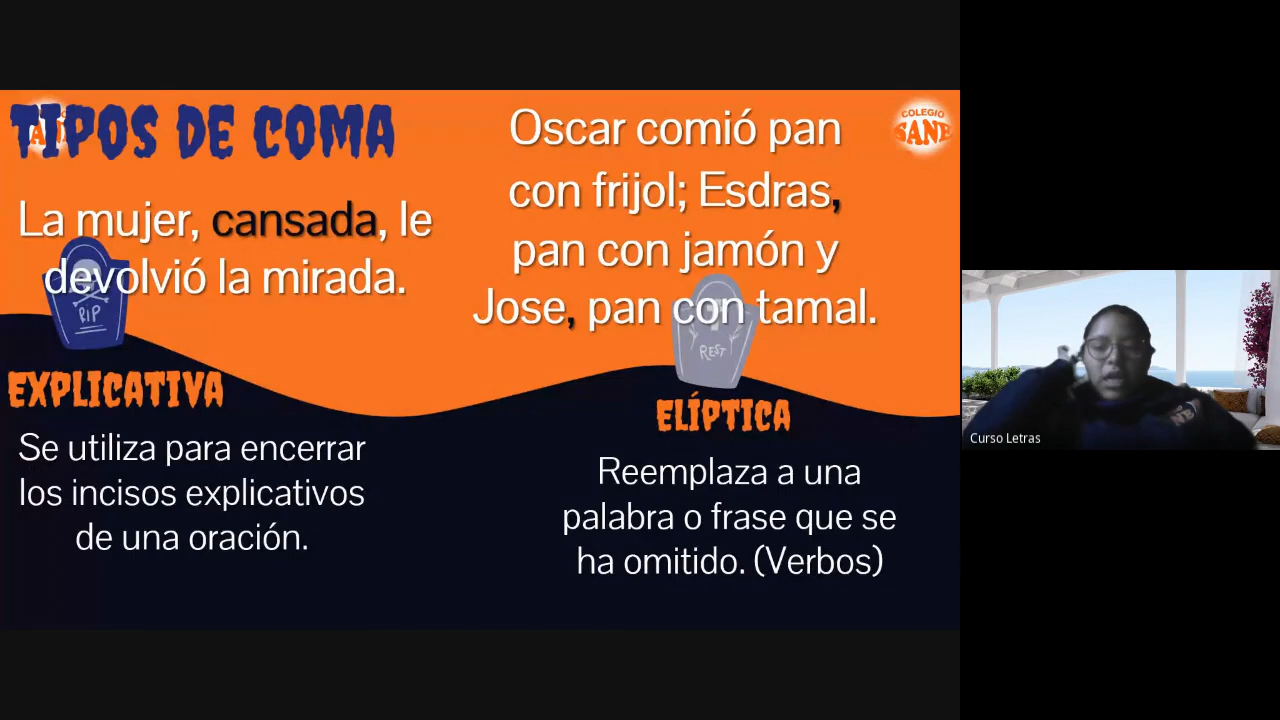 TIPOS DE COMA
La mujer, cansada, le
devolvió la mirada.
RIP
EXPLICATIVA
Se utiliza para encerrar
los incisos explicativos
de una oración.
Oscar comió pan
con frijol; Esdras,
pan con jamón y
Jose, pan con tamal.
REST
ELÍPTICA
Reemplaza a una
palabra o frase que se
ha omitido. (Verbos)
COLEGIO
Curso Letras